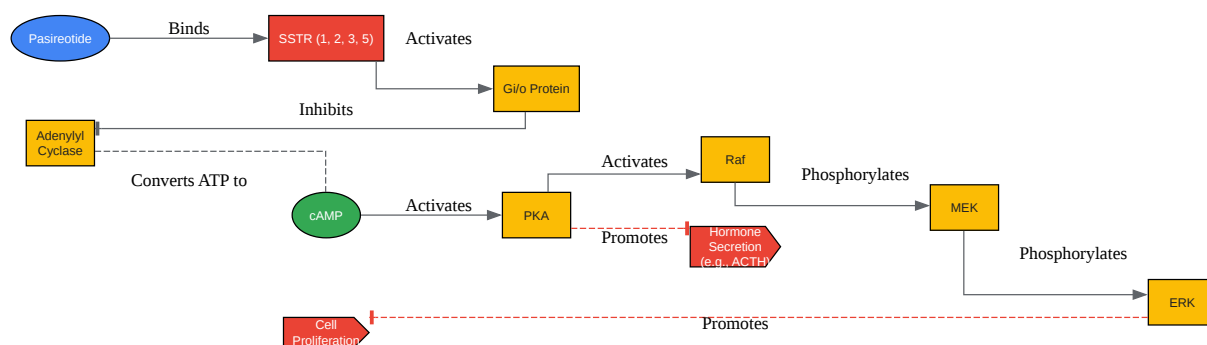 Pasireotide
Binds
SSTR (1, 2, 3, 5)
Activates
Gi/o Protein
Inhibits
Adenylyl
Cyclase
Converts ATP to
cAMP
Activates
PKA
Activates
Raf
Phosphorylates
MEK
Promotes
Hormone
Secretion
(e.g., ACTH)
Phosphorylates
ERK
Promotes
Cell
Proliferation